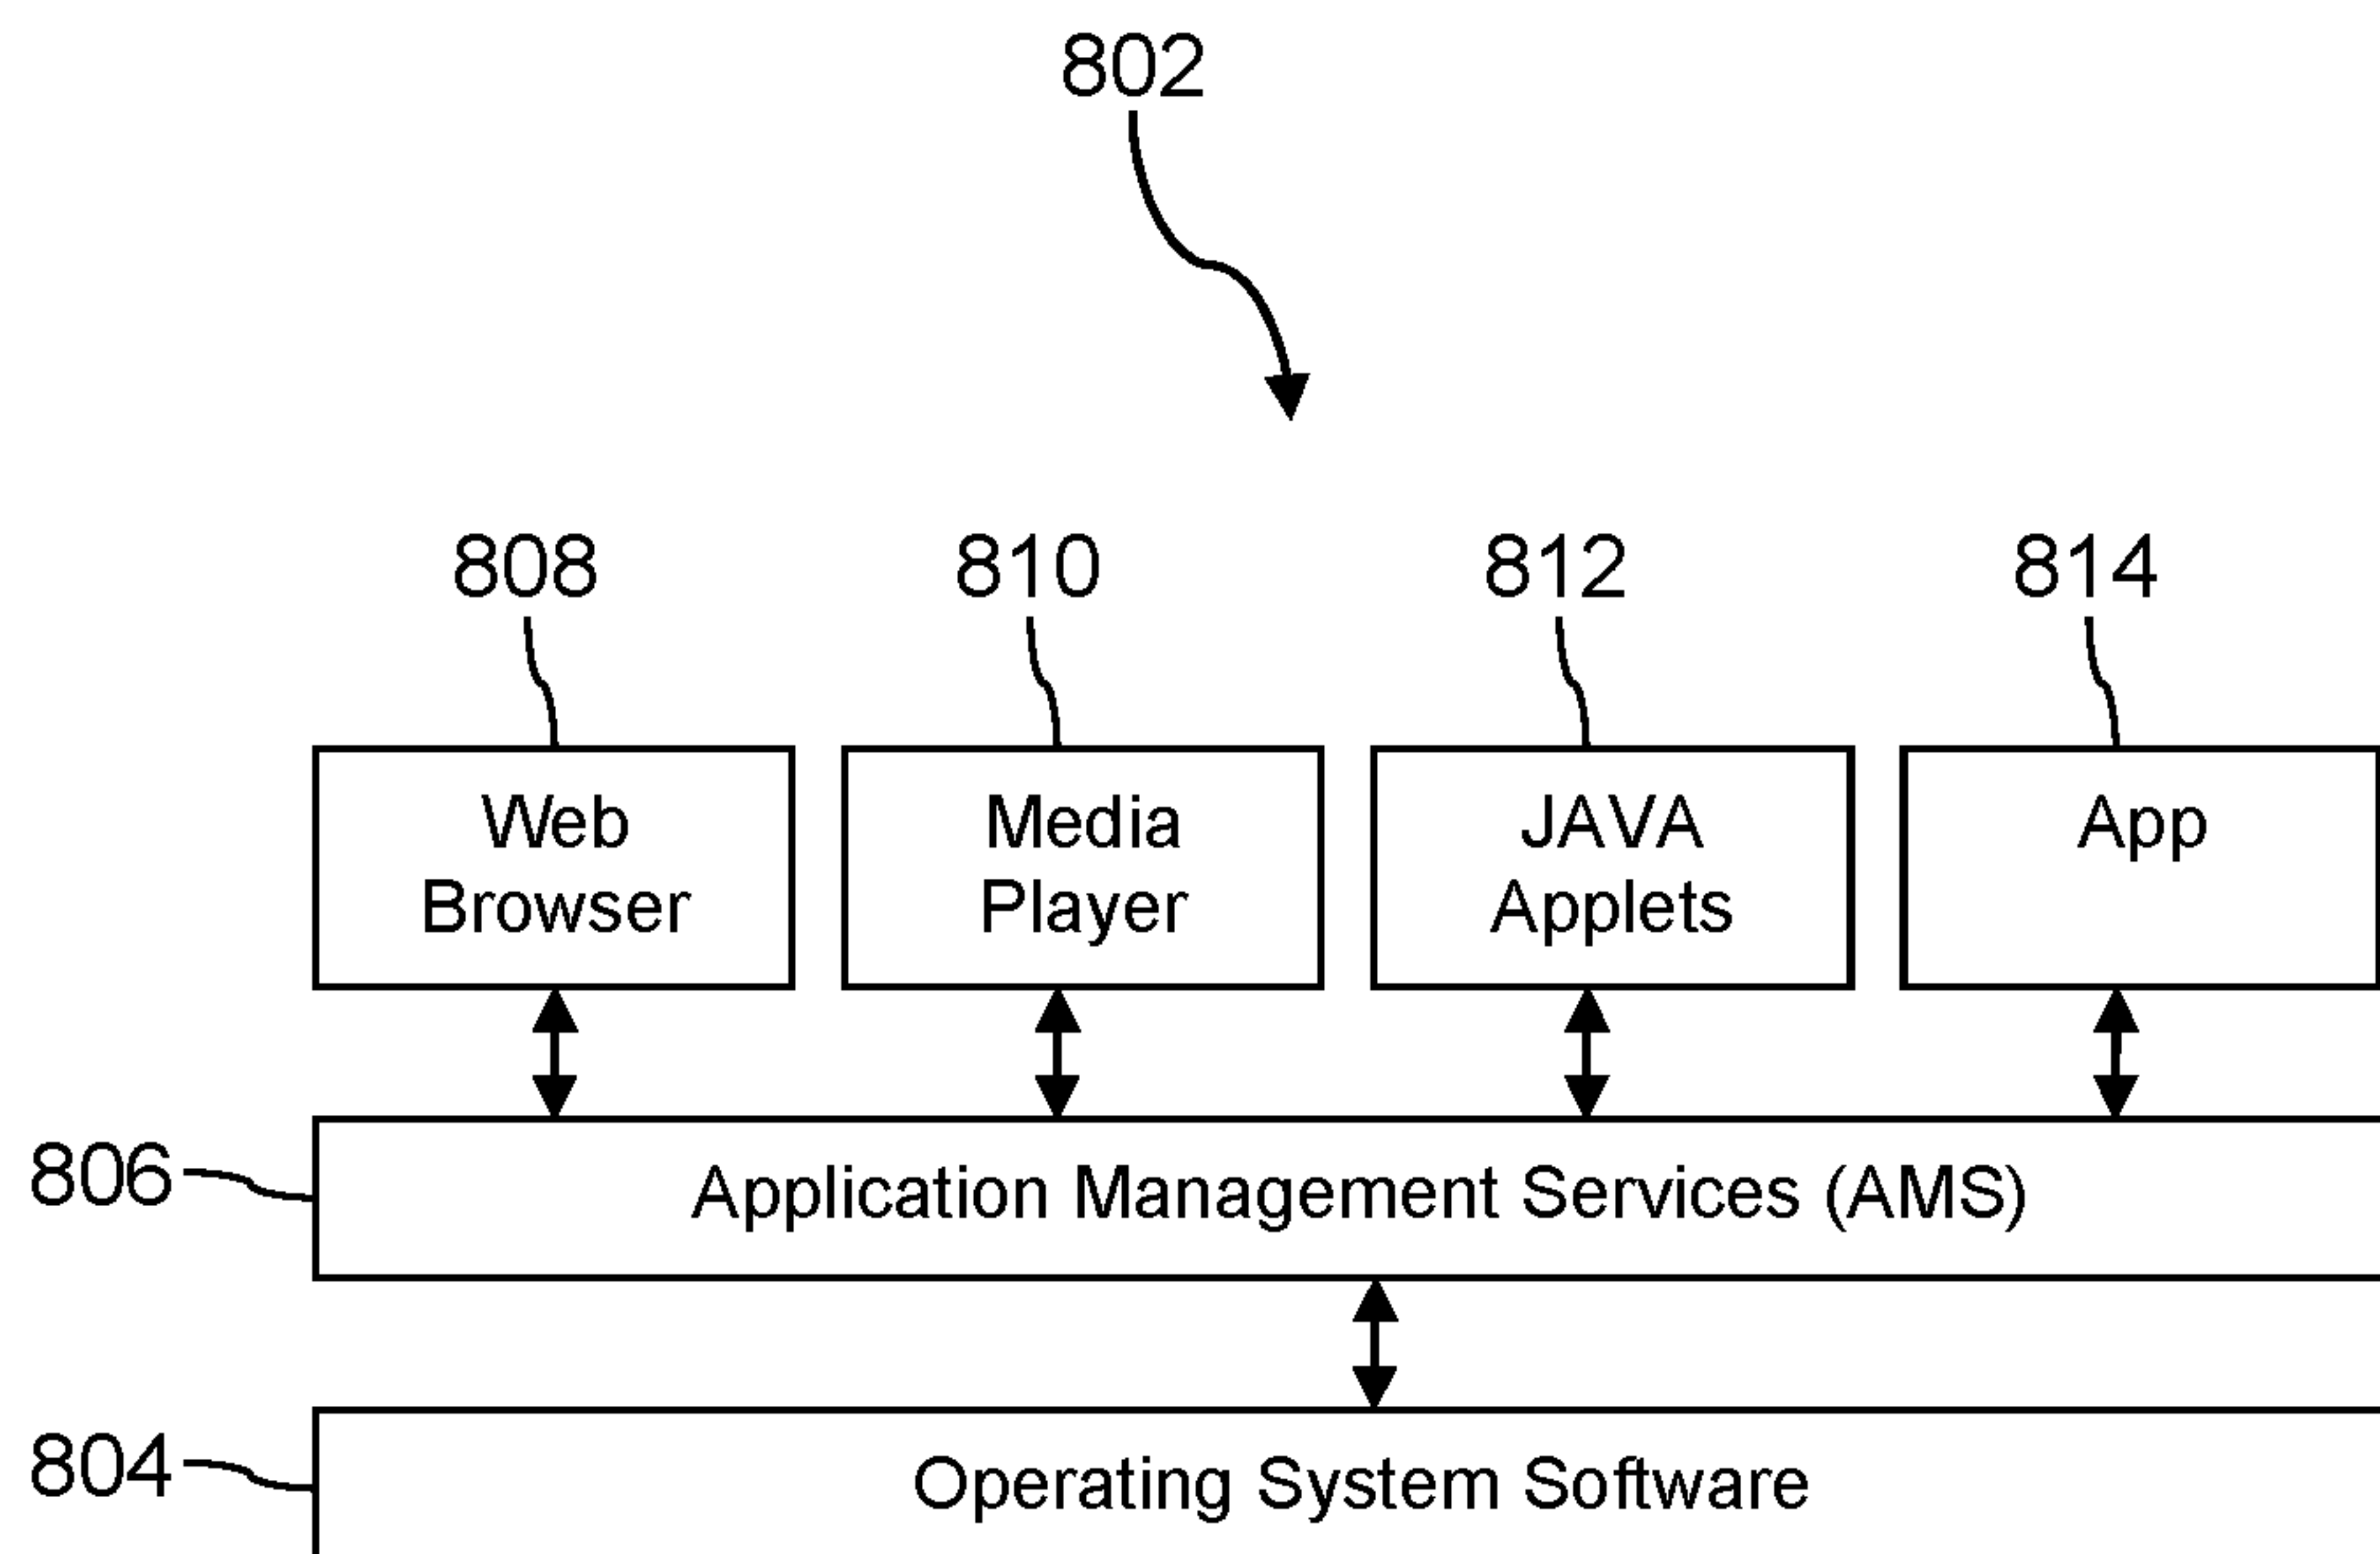 802
808
810
812
814
Web
Browser
Media
Player
JAVA
Applets
App
806
Application Management Services (AMS)
804
Operating System Software